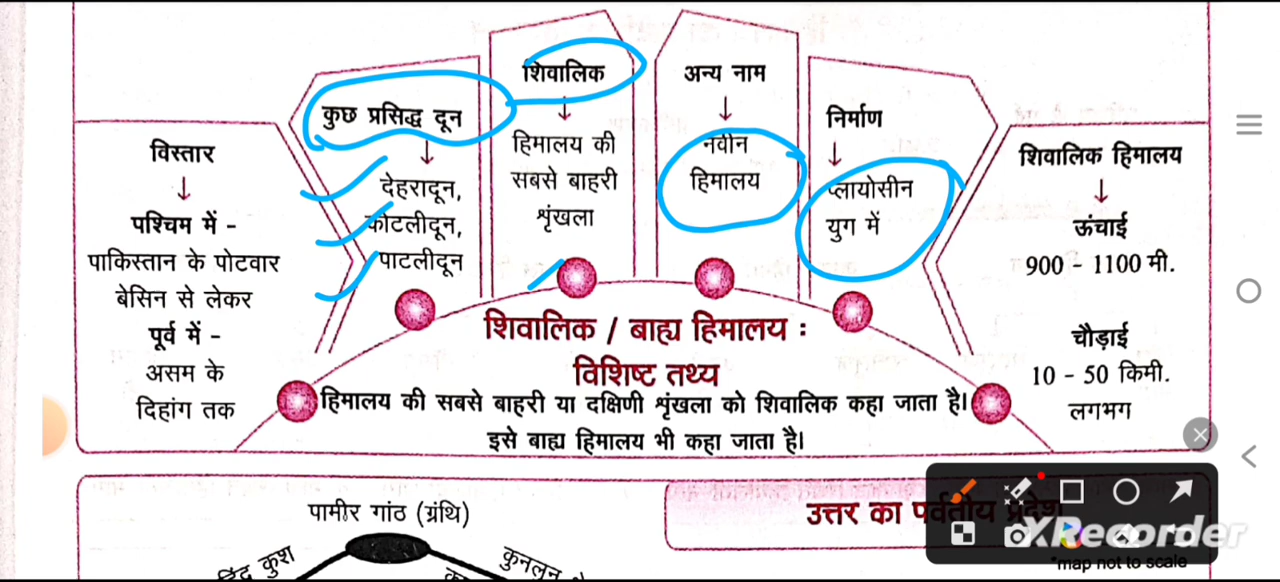 विस्तार
↓
पश्चिम में -
पाकिस्तान के पोटवार
बेसिन से लेकर
पूर्व में -
असम के
दिहांग तक
कुछ प्रसिद्ध दून
↓
देहरादून,
कोटलीदून,
पाटलीदून
शिवालिक
↓
हिमालय की
सबसे बाहरी
शृंखला
अन्य नाम
↓
नवीन
हिमालय
निर्माण
↓
प्लायोसीन
युग में
शिवालिक हिमालय
↓
ऊंचाई
900 - 1100 मी.
चौड़ाई
10 - 50 किमी.
लगभग
शिवालिक / बाह्य हिमालय :
विशिष्ट तथ्य
हिमालय की सबसे बाहरी या दक्षिणी शृंखला को शिवालिक कहा जाता है।
इसे बाह्य हिमालय भी कहा जाता है।
पामीर गांठ (ग्रंथि)
हिंदू कुश
कुनलून
उत्तर का पर्वतीय प्रदेश
XRecorder
*map not to scale